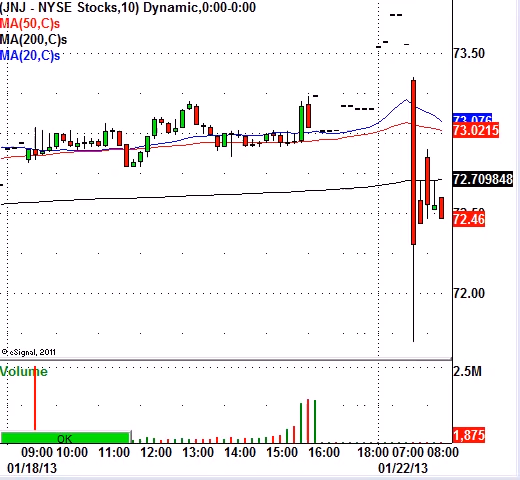 (JNJ - NYSE Stocks,10) Dynamic,0:00-0:00
MA(50,C)s
MA(200,C)s
MA(20,C)s
73.50
73.076
73.0215
72.709848
72.50
72.46
72.00
© eSignal, 2011
Volume
2.5M
1,875
OK
09:00 10:00 11:00 12:00 13:00 14:00 15:00 16:00 18:00 07:00 08:00
01/18/13 01/22/13